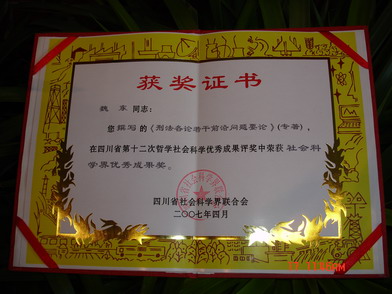 获奖证书
魏 东 同志：
您 撰写 的《刑法各论若干前沿问题要论》(专著)，
在四川省第十二次哲学社会科学优秀成果评奖中荣获 社会科
学界优秀成果奖。
四川省社会科学界联合会
二〇〇七年四月